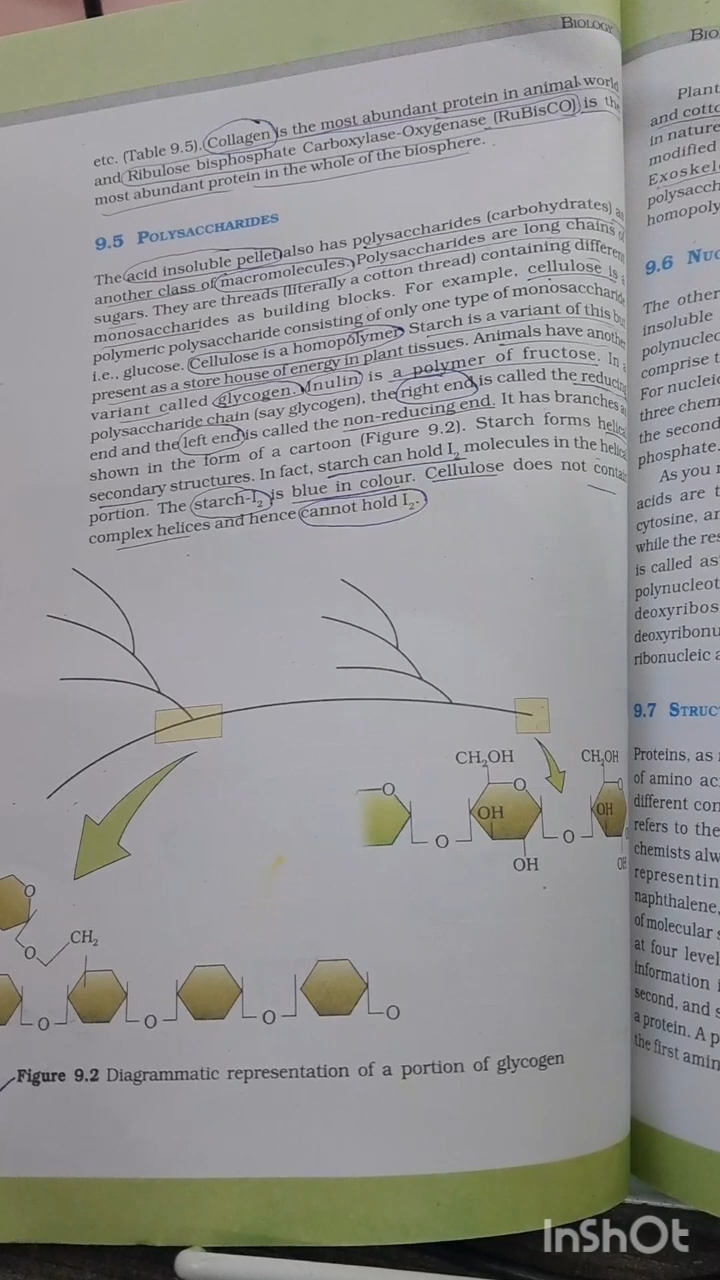 BIOLOGY
etc. (Table 9.5). Collagen is the most abundant protein in animal world
and Ribulose bisphosphate Carboxylase-Oxygenase (RuBisCO) is the
most abundant protein in the whole of the biosphere.
9.5 POLYSACCHARIDES
The acid insoluble pellet also has polysaccharides (carbohydrates) as
another class of macromolecules. Polysaccharides are long chains of
sugars. They are threads (literally a cotton thread) containing different
monosaccharides as building blocks. For example, cellulose is a
polymeric polysaccharide consisting of only one type of monosaccharide
i.e., glucose. Cellulose is a homopolymer. Starch is a variant of this but
present as a store house of energy in plant tissues. Animals have another
variant called glycogen. Inulin is a polymer of fructose. In a
polysaccharide chain (say glycogen), the right end is called the reducing
end and the left end is called the non-reducing end. It has branches as
shown in the form of a cartoon (Figure 9.2). Starch forms helical
secondary structures. In fact, starch can hold I₂ molecules in the helical
portion. The starch-I₂ is blue in colour. Cellulose does not contain
complex helices and hence cannot hold I₂.
CH₂OH
CH₂OH
O
O
O
OH
OH
O
O
OH
OH
O
O
CH₂
O
O
O
O
Figure 9.2 Diagrammatic representation of a portion of glycogen
BIO
Plant
and cotto
in nature
modified
Exoskele
polysacch
homopoly
9.6 NUC
The other
insoluble
polynucleo
comprise t
For nucleic
three chem
the second
phosphate.
As you r
acids are t
cytosine, an
while the res
is called as
polynucleot
deoxyribos
deoxyribonu
ribonucleic a
9.7 STRUCT
Proteins, as
of amino ac
different con
refers to the
chemists alw
representin
naphthalene,
of molecular s
at four level
information i
second, and s
a protein. A p
the first amin
InShOt